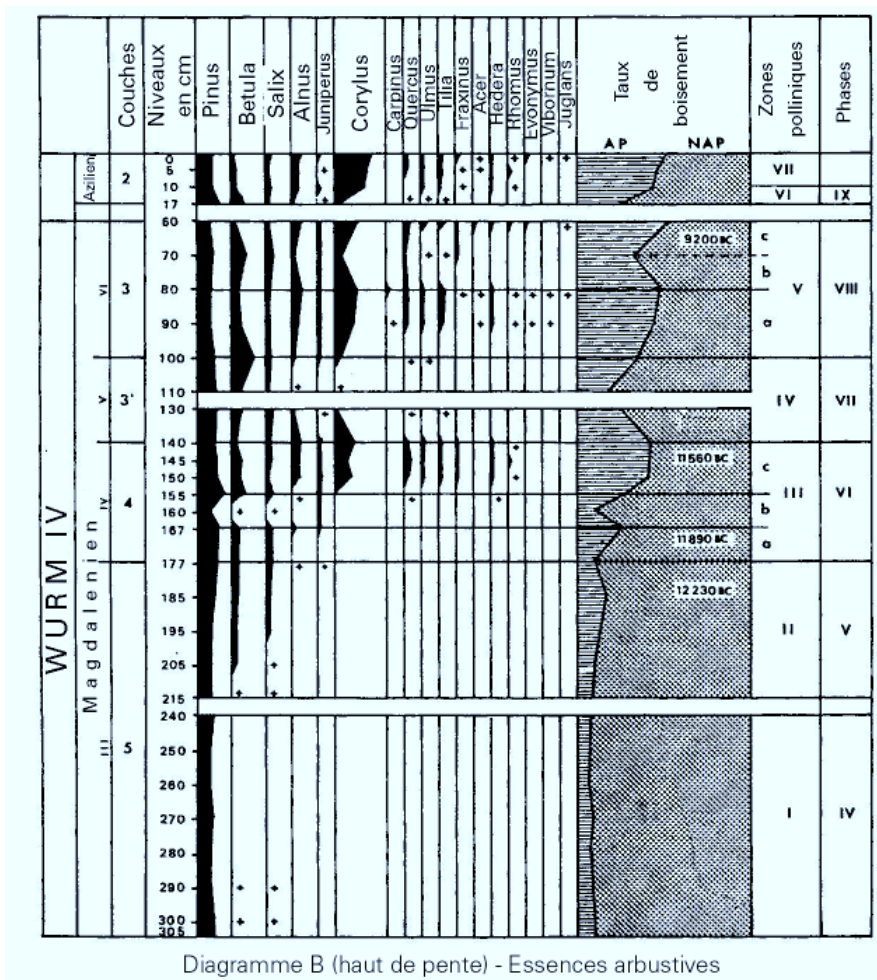 Couches
Niveaux en cm
Pinus
Betula
Salix
Alnus
Juniperus
Corylus
Carpinus
Quercus
Ulmus
Tilia
Fraxinus
Acer
Hedera
Rhomus
Evonymus
Vibornum
Juglans
Taux de boisement
AP NAP
Zones polliniques
Phases
WURM IV
Azilien
Magdalenien
VI
V
IV
III
2
3
3'
4
5
0
5
10
17
60
70
80
90
100
110
130
140
145
150
155
160
167
177
185
195
205
215
240
250
260
270
280
290
300
305
9200 BC
11560 BC
11890 BC
12230 BC
VII
VI IX
c
b
V VIII
a
IV VII
c
III VI
b
a
II V
I IV
Diagramme B (haut de pente) - Essences arbustives